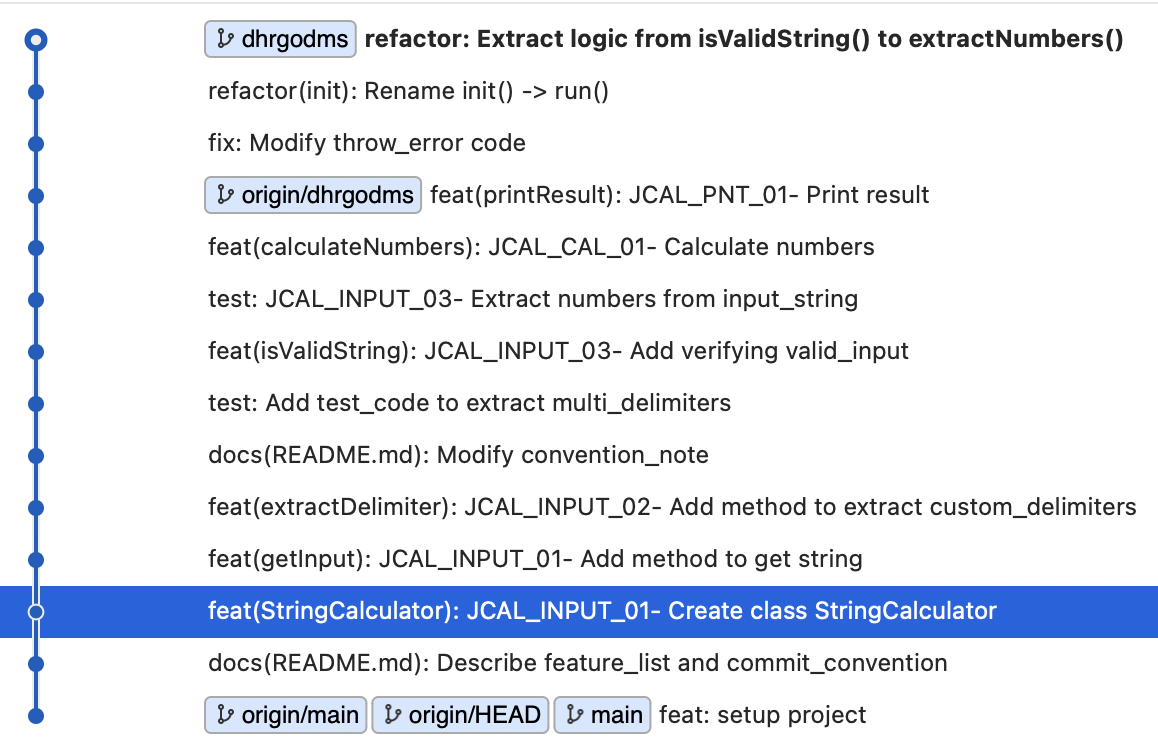 dhrgodms refactor: Extract logic from isValidString() to extractNumbers()
refactor(init): Rename init() -> run()
fix: Modify throw_error code
origin/dhrgodms feat(printResult): JCAL_PNT_01- Print result
feat(calculateNumbers): JCAL_CAL_01- Calculate numbers
test: JCAL_INPUT_03- Extract numbers from input_string
feat(isValidString): JCAL_INPUT_03- Add verifying valid_input
test: Add test_code to extract multi_delimiters
docs(README.md): Modify convention_note
feat(extractDelimiter): JCAL_INPUT_02- Add method to extract custom_delimiters
feat(getInput): JCAL_INPUT_01- Add method to get string
feat(StringCalculator): JCAL_INPUT_01- Create class StringCalculator
docs(README.md): Describe feature_list and commit_convention
origin/main origin/HEAD main feat: setup project